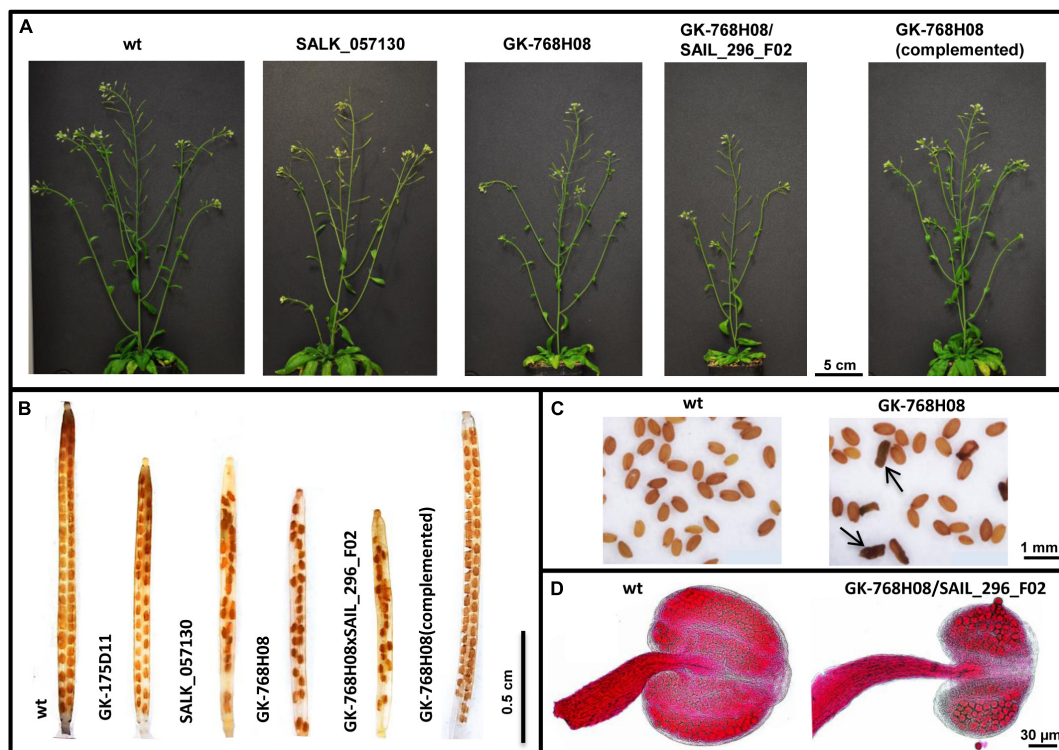 A
wt
SALK_057130
GK-768H08
GK-768H08/
SAIL_296_F02
GK-768H08
(complemented)
5 cm
B
wt
GK-175D11
SALK_057130
GK-768H08
GK-768H08xSAIL_296_F02
GK-768H08(complemented)
0.5 cm
C
wt
GK-768H08
1 mm
D
wt
GK-768H08/SAIL_296_F02
30 µm